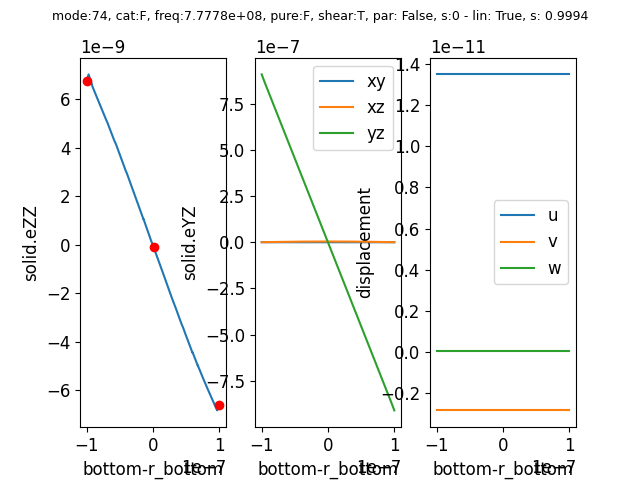 mode:74, cat:F, freq:7.7778e+08, pure:F, shear:T, par: False, s:0 - lin: True, s: 0.9994
1e−9
6
4
2
0
−2
−4
−6
solid.eZZ
−1
0
1
bottom-r_bottom
1e−7
1e−7
7.5
5.0
2.5
0.0
−2.5
−5.0
−7.5
solid.eYZ
xy
xz
yz
−1
0
1
bottom-r_bottom
1e−7
1e−11
1.4
1.2
1.0
0.8
0.6
0.4
0.2
0.0
−0.2
displacement
u
v
w
−1
0
1
bottom-r_bottom
1e−7